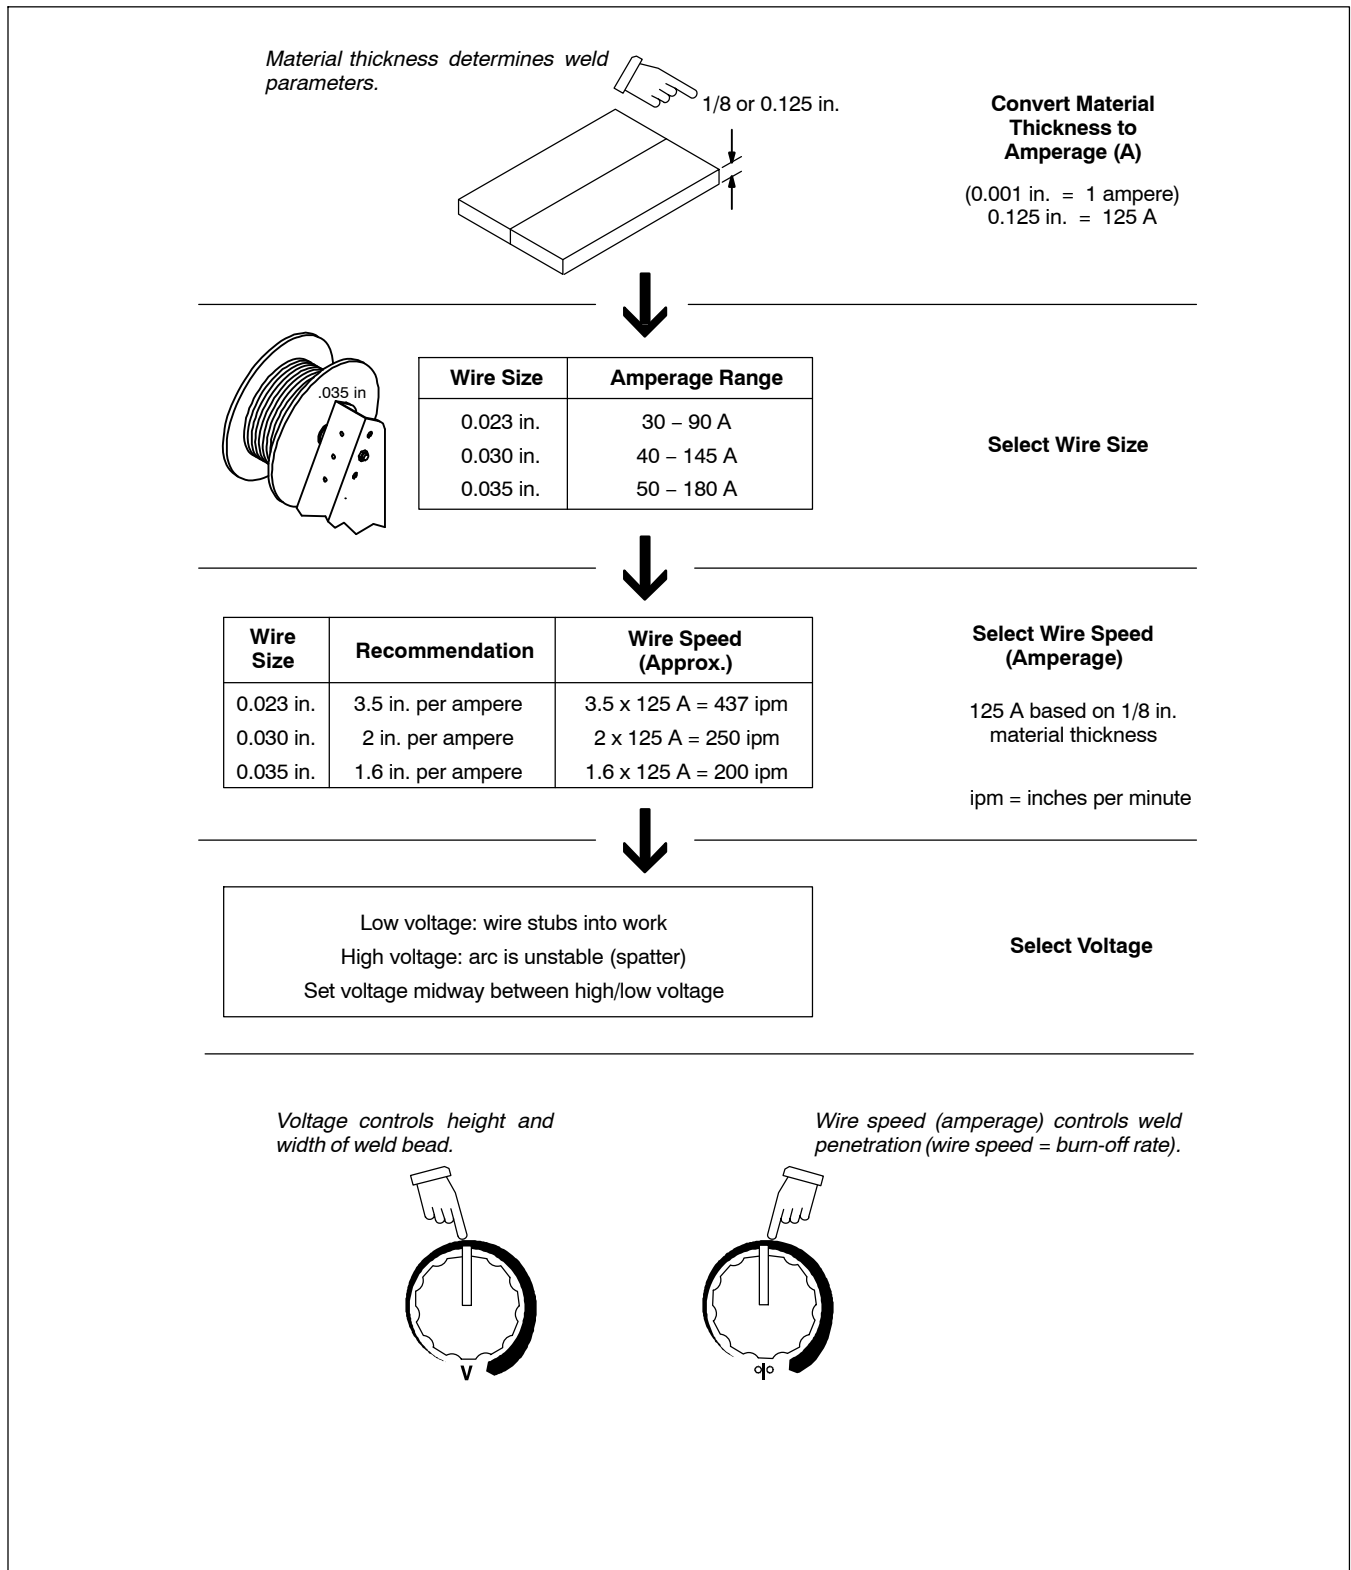 Material thickness determines weld
parameters.
1/8 or 0.125 in.
Convert Material
Thickness to
Amperage (A)
(0.001 in. = 1 ampere)
0.125 in. = 125 A
.035 in
Wire Size Amperage Range
0.023 in. 30 − 90 A
0.030 in. 40 − 145 A
0.035 in. 50 − 180 A
Select Wire Size
Wire
Size
Recommendation
Wire Speed
(Approx.)
0.023 in. 3.5 in. per ampere 3.5 x 125 A = 437 ipm
0.030 in. 2 in. per ampere 2 x 125 A = 250 ipm
0.035 in. 1.6 in. per ampere 1.6 x 125 A = 200 ipm
Select Wire Speed
(Amperage)
125 A based on 1/8 in.
material thickness
ipm = inches per minute
Low voltage: wire stubs into work
High voltage: arc is unstable (spatter)
Set voltage midway between high/low voltage
Select Voltage
Voltage controls height and
width of weld bead.
Wire speed (amperage) controls weld
penetration (wire speed = burn-off rate).
V